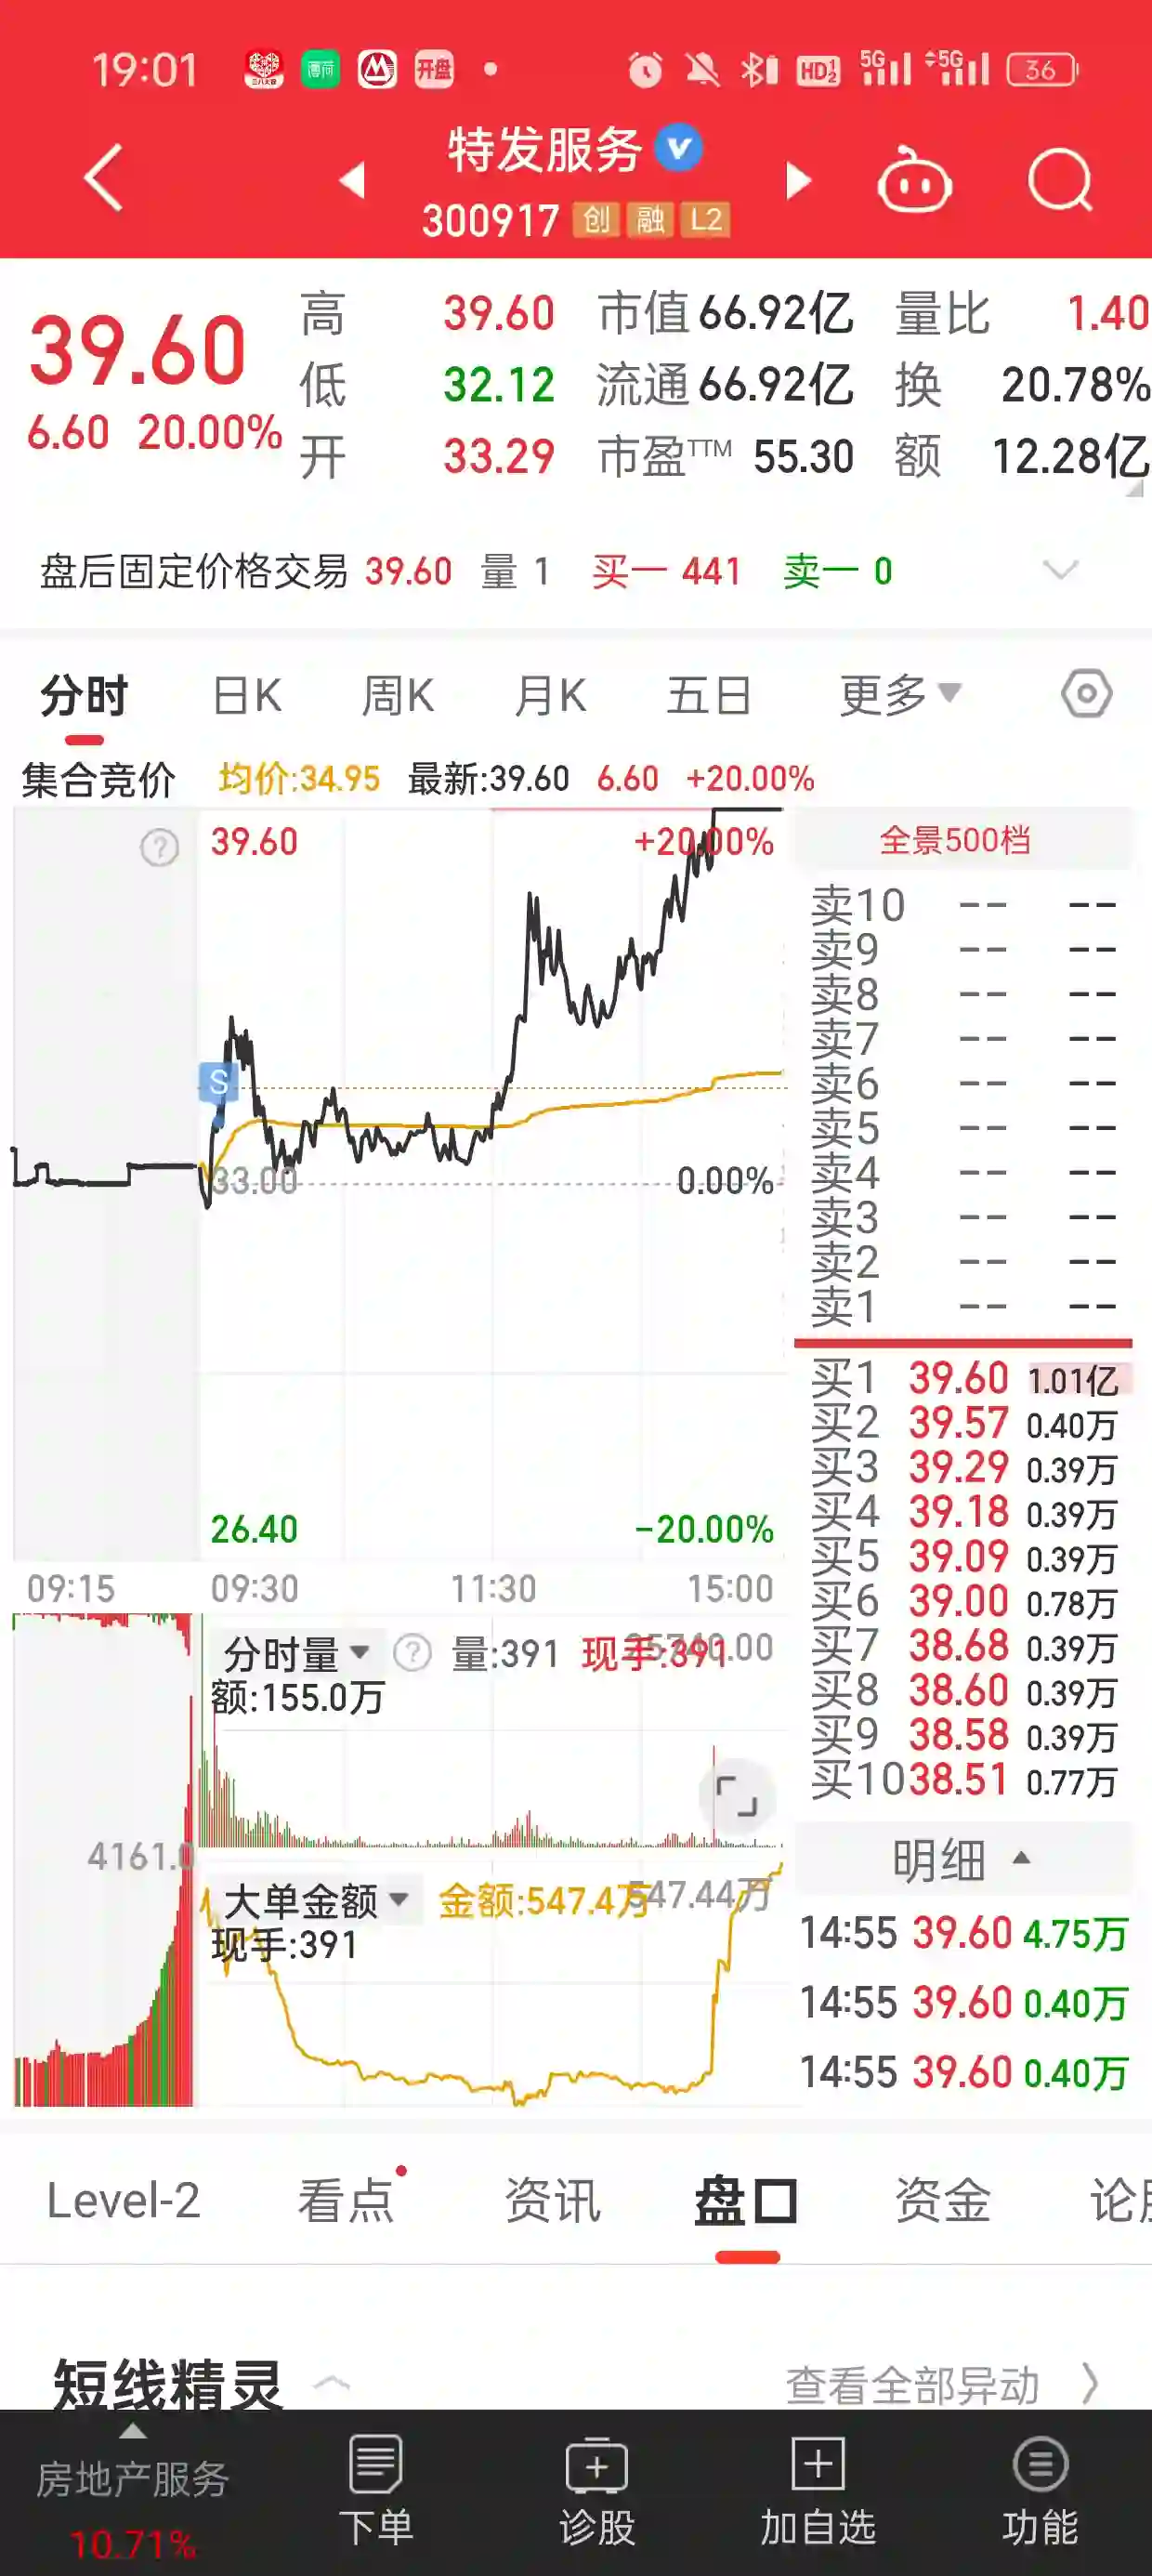 19:01 三八大盖 薄荷 开盘 HD 1 2 5G 5G 36
特发服务
300917 创 融 L2
39.60
6.60 20.00%
高 39.60 市值 66.92亿 量比 1.40
低 32.12 流通 66.92亿 换 20.78%
开 33.29 市盈TTM 55.30 额 12.28亿
盘后固定价格交易 39.60 量 1 买一 441 卖一 0
分时 日K 周K 月K 五日 更多
集合竞价 均价:34.95 最新:39.60 6.60 +20.00%
39.60 +20.00%
S
33.00 0.00%
26.40 -20.00%
09:15 09:30 11:30 15:00
分时量 ? 量:391 现手:391
额:155.0万
4161.0
大单金额 金额:547.4万 547.44万
现手:391
全景500档
卖10 -- --
卖9 -- --
卖8 -- --
卖7 -- --
卖6 -- --
卖5 -- --
卖4 -- --
卖3 -- --
卖2 -- --
卖1 -- --
买1 39.60 1.01亿
买2 39.57 0.40万
买3 39.29 0.39万
买4 39.18 0.39万
买5 39.09 0.39万
买6 39.00 0.78万
买7 38.68 0.39万
买8 38.60 0.39万
买9 38.58 0.39万
买10 38.51 0.77万
明细
14:55 39.60 4.75万
14:55 39.60 0.40万
14:55 39.60 0.40万
Level-2 看点 资讯 盘口 资金 论
短线精灵 查看全部异动
房地产服务
10.71%
下单 诊股 加自选 功能